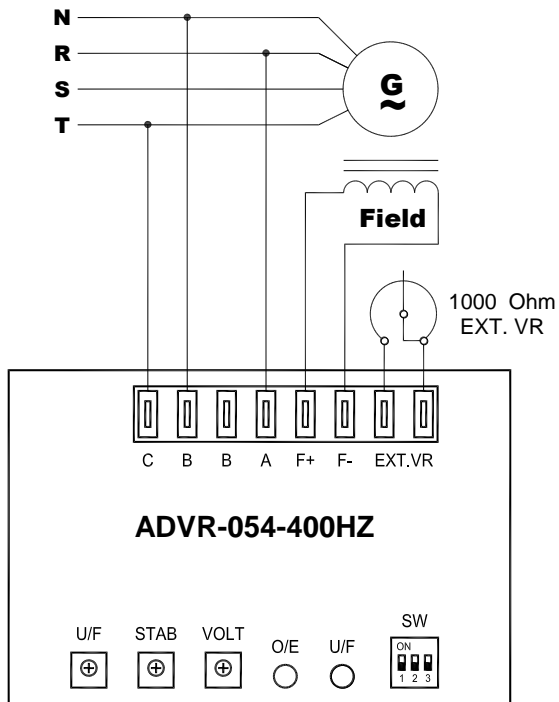 N
R
S
T
G
~
Field
1000 Ohm
EXT. VR
C B B A F+ F- EXT.VR
ADVR-054-400HZ
U/F STAB VOLT O/E U/F SW
ON
1 2 3